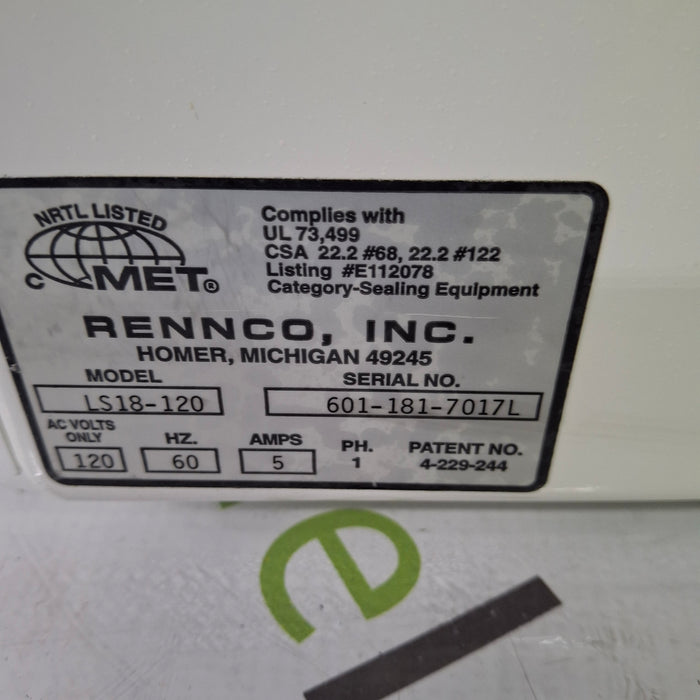 NRTL LISTED
C MET®
Complies with
UL 73,499
CSA 22.2 #68, 22.2 #122
Listing #E112078
Category-Sealing Equipment
RENNCO, INC.
HOMER, MICHIGAN 49245
MODEL
LS18-120
SERIAL NO.
601-181-7017L
AC VOLTS
ONLY
120
HZ.
60
AMPS
5
PH.
1
PATENT NO.
4-229-244
e